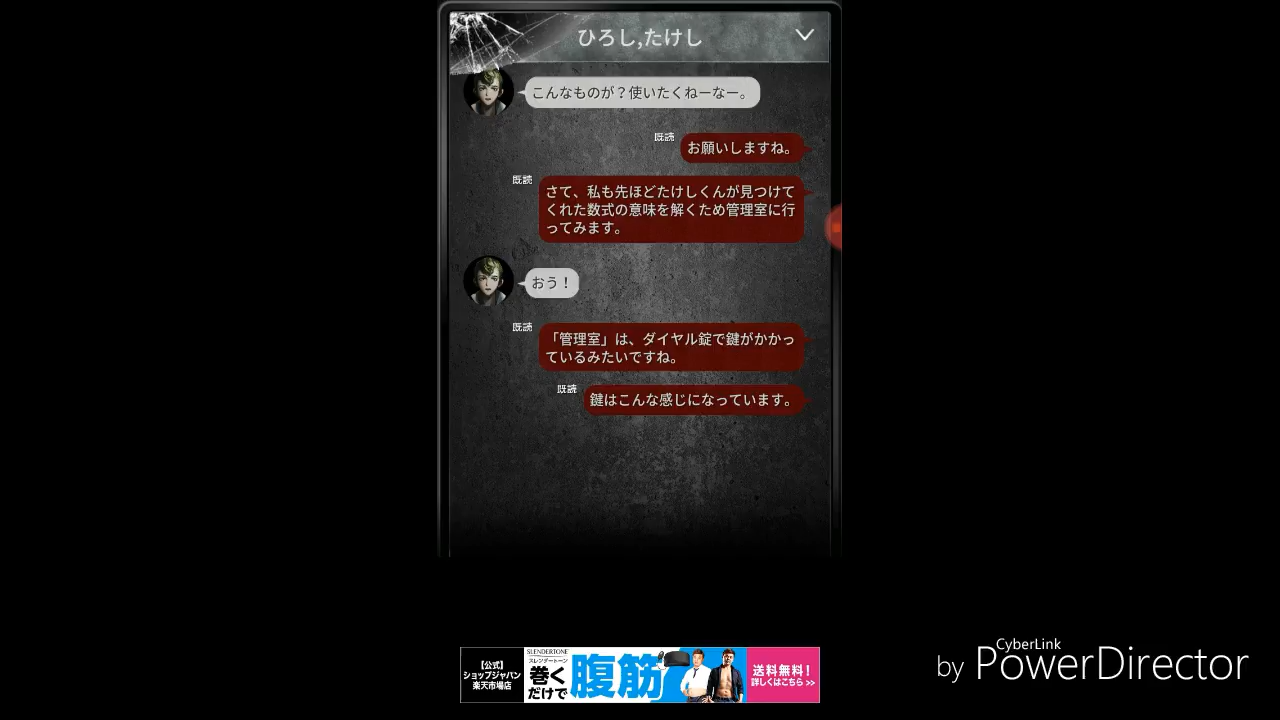 ひろし,たけし
こんなものが？使いたくねーなー。
既読
お願いしますね。
既読
さて、私も先ほどたけしくんが見つけて
くれた数式の意味を解くため管理室に行
ってみます。
おう！
既読
「管理室」は、ダイヤル錠で鍵がかかっ
ているみたいですね。
既読
鍵はこんな感じになっています。
【公式】
ショップジャパン
楽天市場店
SLENDERTONE
スレンダートーン
巻く
だけで
腹筋
送料無料！
詳しくはこちら >>
CyberLink
by PowerDirector